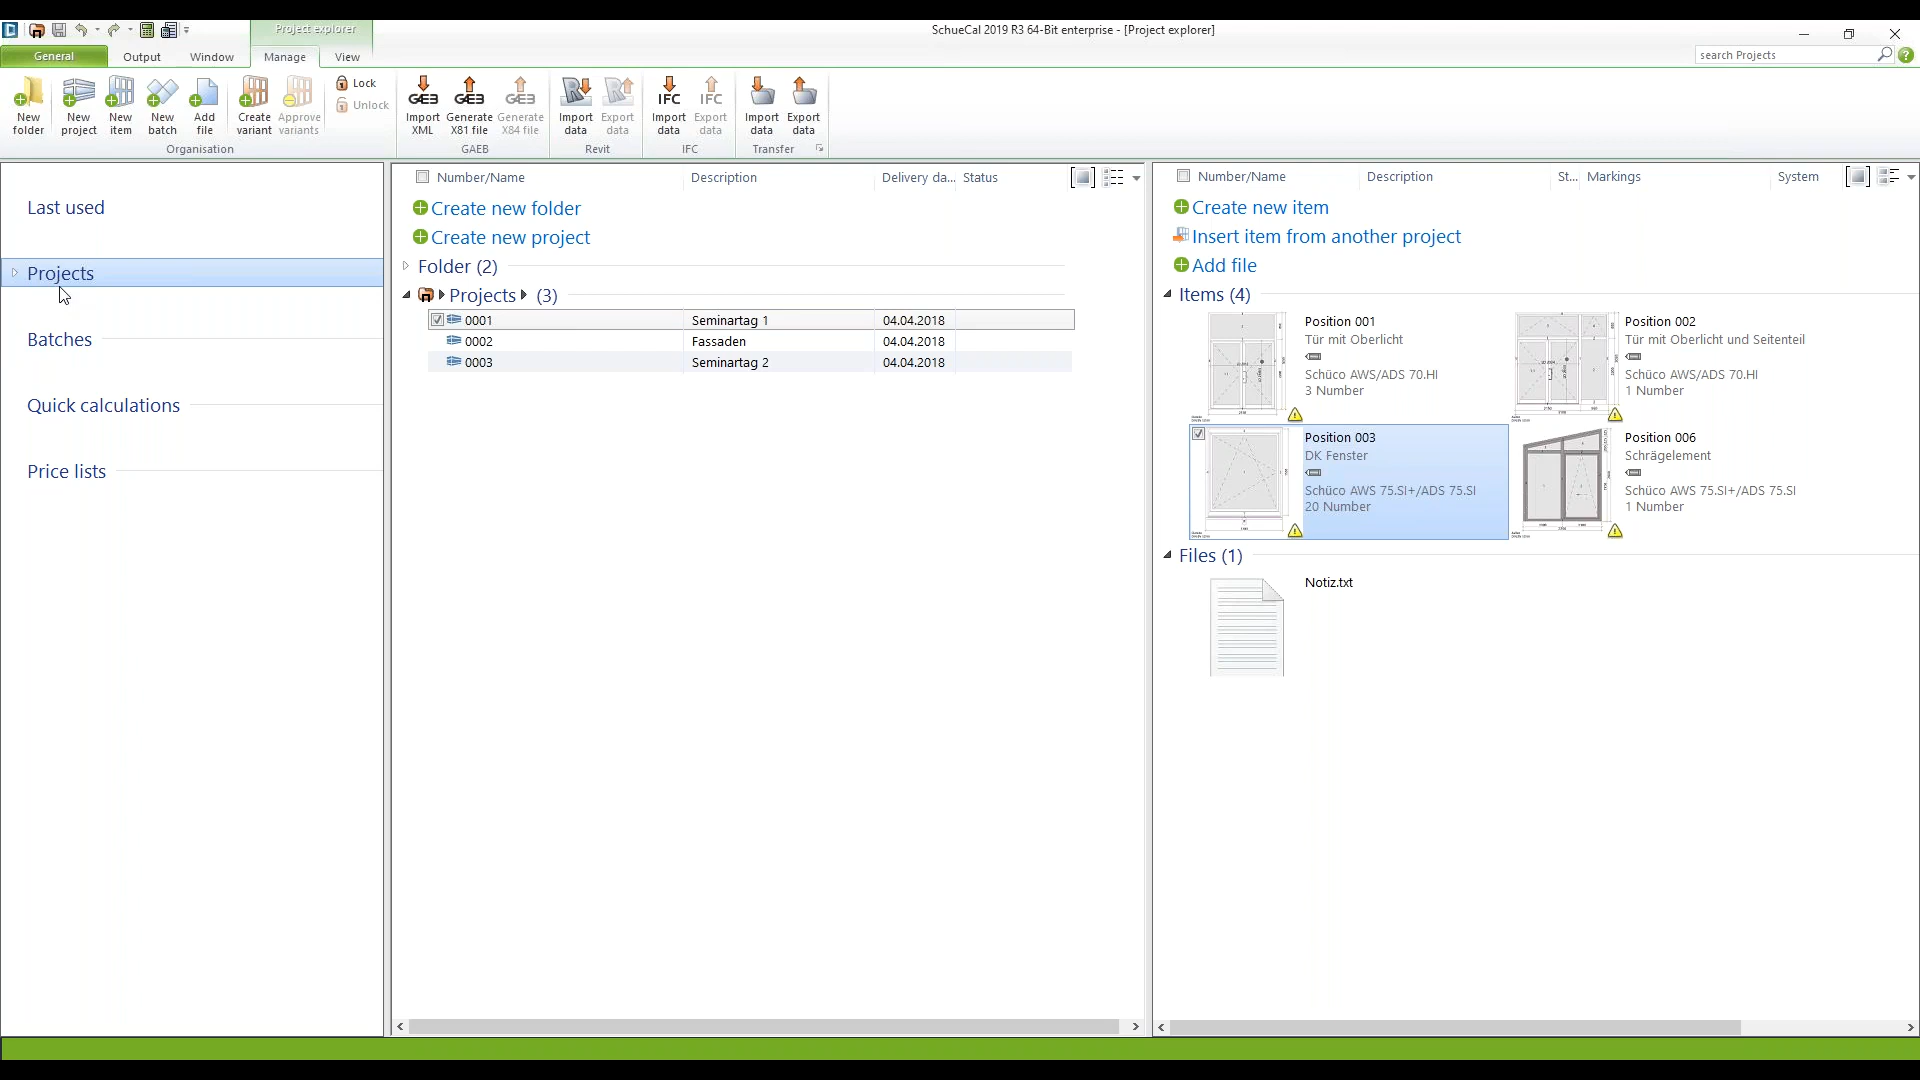 Project explorer
SchueCal 2019 R3 64-Bit enterprise - [Project explorer]
General
Output
Window
Manage
View
search Projects
New folder
New project
New item
New batch
Add file
Create variant
Approve variants
Lock
Unlock
Organisation
Import XML
Generate X81 file
Generate X84 file
GAEB
Import data
Export data
Revit
IFC
IFC
Import data
Export data
IFC
Import data
Export data
Transfer
Last used
Projects
Batches
Quick calculations
Price lists
Number/Name
Description
Delivery da...
Status
Create new folder
Create new project
Folder (2)
Projects (3)
0001 Seminartag 1 04.04.2018
0002 Fassaden 04.04.2018
0003 Seminartag 2 04.04.2018
Number/Name
Description
St...
Markings
System
Create new item
Insert item from another project
Add file
Items (4)
Position 001
Tür mit Oberlicht
Schüco AWS/ADS 70.HI
3 Number
Position 002
Tür mit Oberlicht und Seitenteil
Schüco AWS/ADS 70.HI
1 Number
Position 003
DK Fenster
Schüco AWS 75.SI+/ADS 75.SI
20 Number
Position 006
Schrägelement
Schüco AWS 75.SI+/ADS 75.SI
1 Number
Files (1)
Notiz.txt